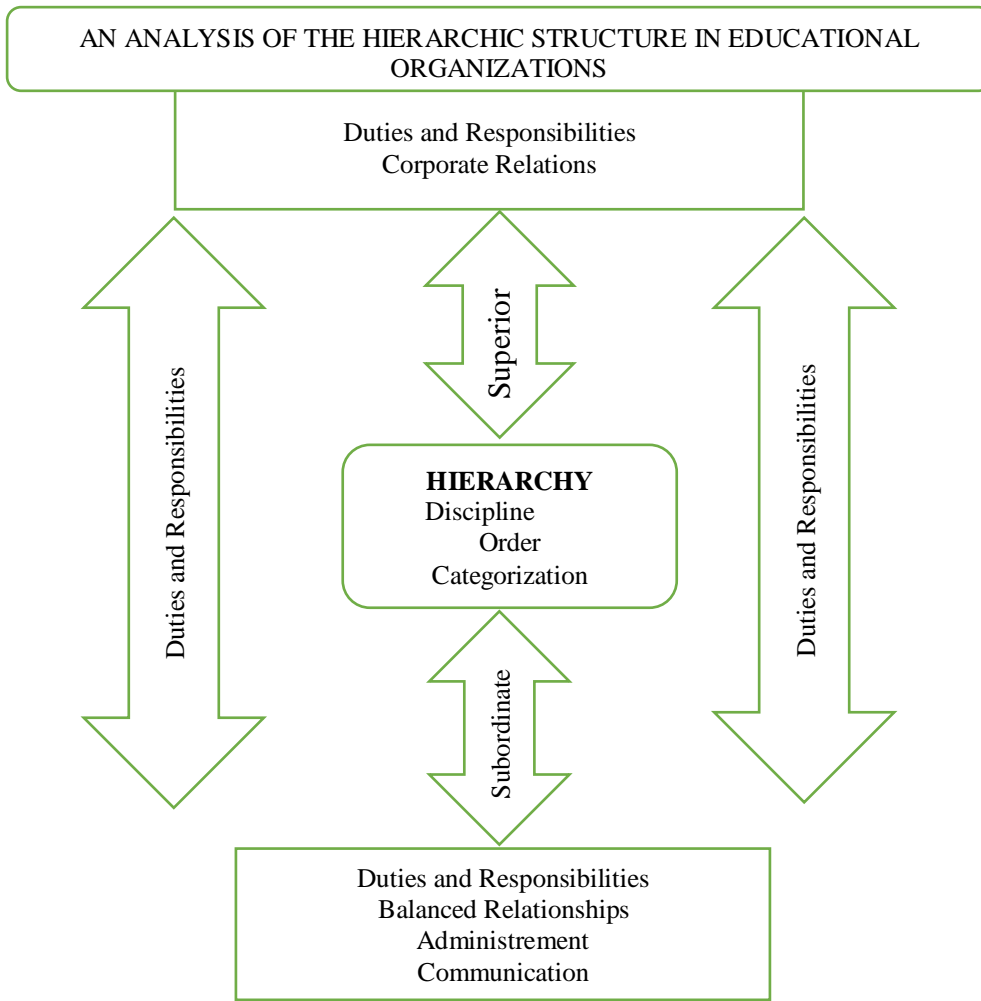 AN ANALYSIS OF THE HIERARCHIC STRUCTURE IN EDUCATIONAL
ORGANIZATIONS
Duties and Responsibilities
Corporate Relations
Superior
Duties and Responsibilities
Duties and Responsibilities
HIERARCHY
Discipline
Order
Categorization
Subordinate
Duties and Responsibilities
Balanced Relationships
Administrement
Communication